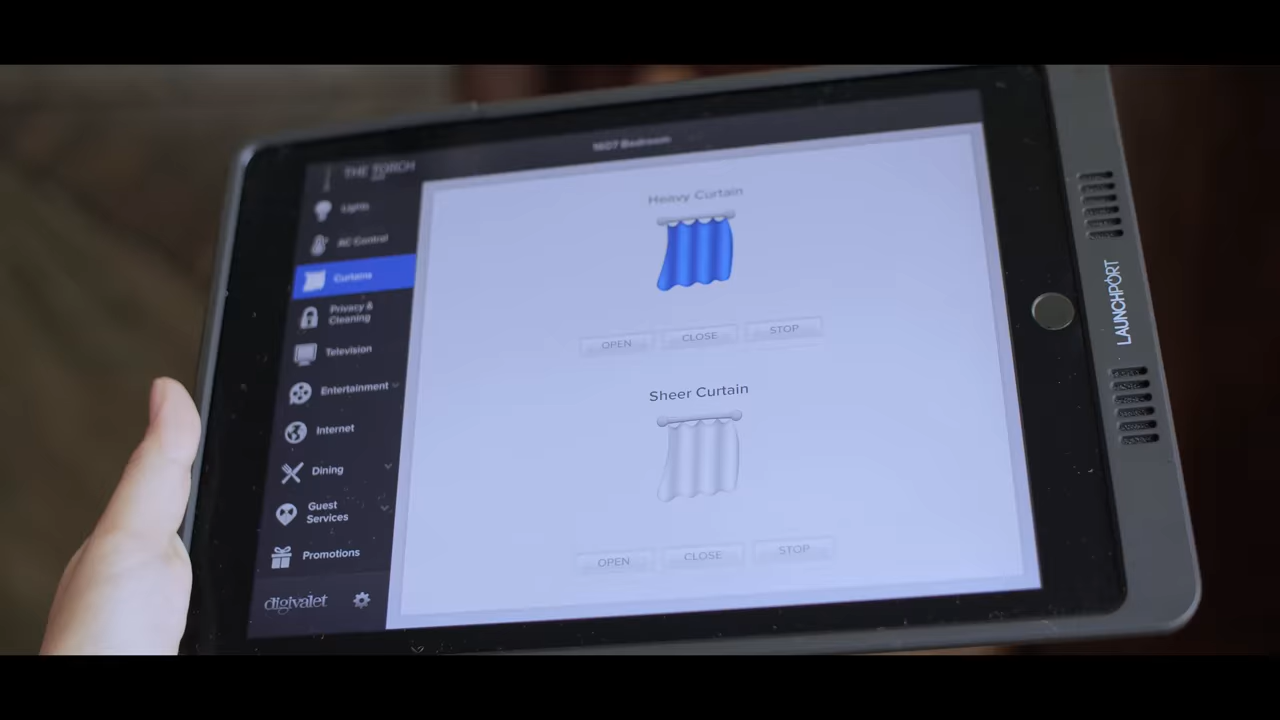 THE TORCH
1607 Bedroom
Lights
AC Control
Curtains
Privacy &
Cleaning
Television
Entertainment
Internet
Dining
Guest
Services
Promotions
digivalet
Heavy Curtain
OPEN
CLOSE
STOP
Sheer Curtain
OPEN
CLOSE
STOP
LAUNCHPORT